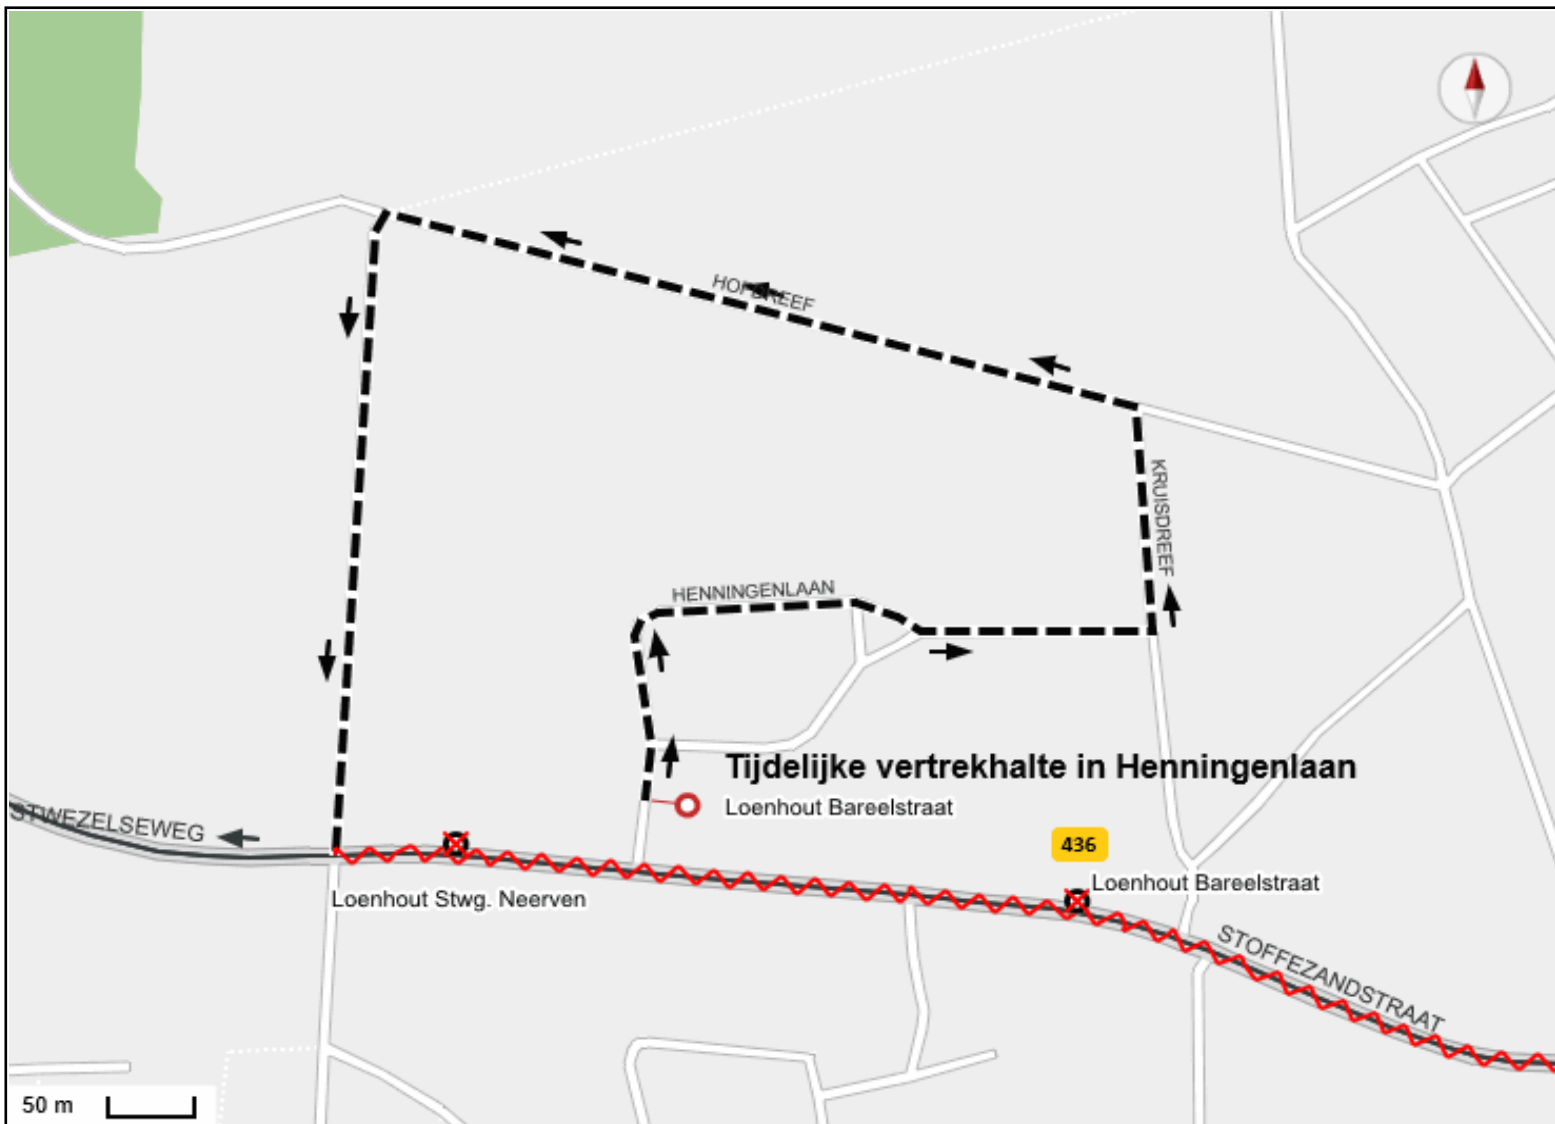 HOFDREEF
KRUISDREEF
HENNINGENLAAN
Tijdelijke vertrekhalte in Henningenlaan
Loenhout Bareelstraat
STWEZELSEWEG
436
Loenhout Bareelstraat
Loenhout Stwg. Neerven
STOFFEZANDSTRAAT
50 m